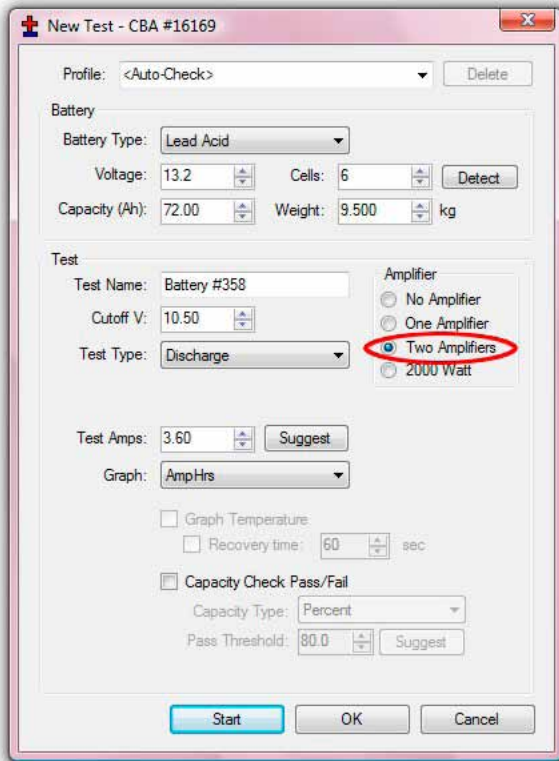 New Test - CBA #16169
Profile: <Auto-Check> Delete
Battery
Battery Type: Lead Acid
Voltage: 13.2 Cells: 6 Detect
Capacity (Ah): 72.00 Weight: 9.500 kg
Test
Test Name: Battery #358
Cutoff V: 10.50
Test Type: Discharge
Amplifier
No Amplifier
One Amplifier
Two Amplifiers
2000 Watt
Test Amps: 3.60 Suggest
Graph: AmpHrs
Graph Temperature
Recovery time: 60 sec
Capacity Check Pass/Fail
Capacity Type: Percent
Pass Threshold: 80.0 Suggest
Start OK Cancel